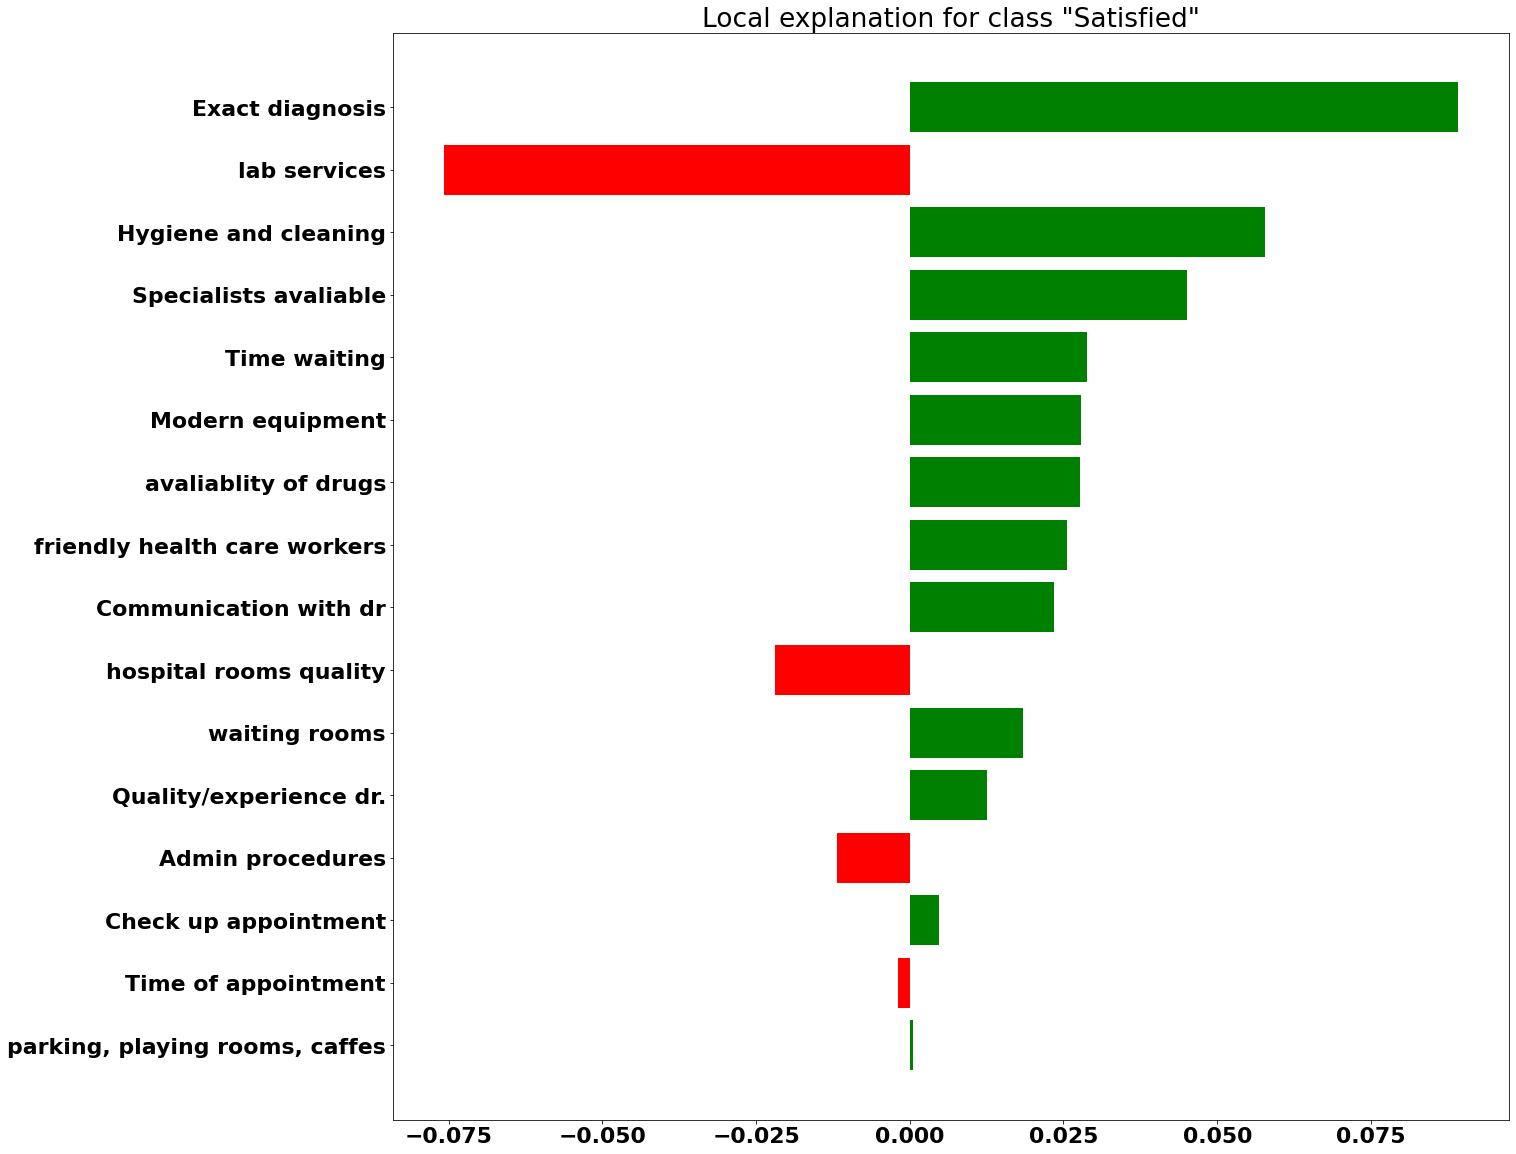 Local explanation for class "Satisfied"
Exact diagnosis
lab services
Hygiene and cleaning
Specialists avaliable
Time waiting
Modern equipment
avaliablity of drugs
friendly health care workers
Communication with dr
hospital rooms quality
waiting rooms
Quality/experience dr.
Admin procedures
Check up appointment
Time of appointment
parking, playing rooms, caffes
−0.075 −0.050 −0.025 0.000 0.025 0.050 0.075